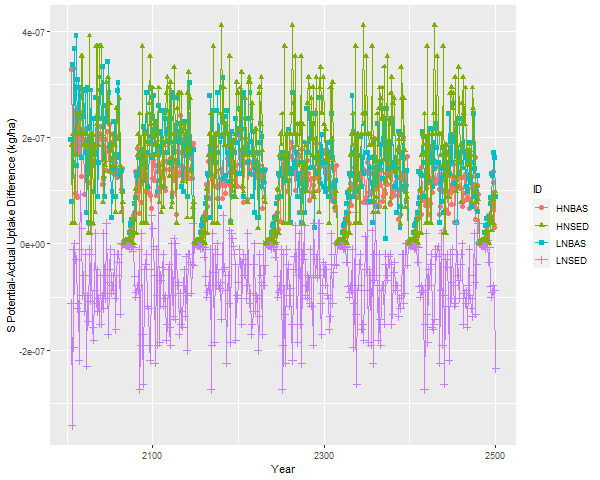 S Potential-Actual Uptake Difference (kg/ha)
4e-07
2e-07
0e+00
-2e-07
2100
2300
2500
Year
ID
HNBAS
HNSED
LNBAS
LNSED